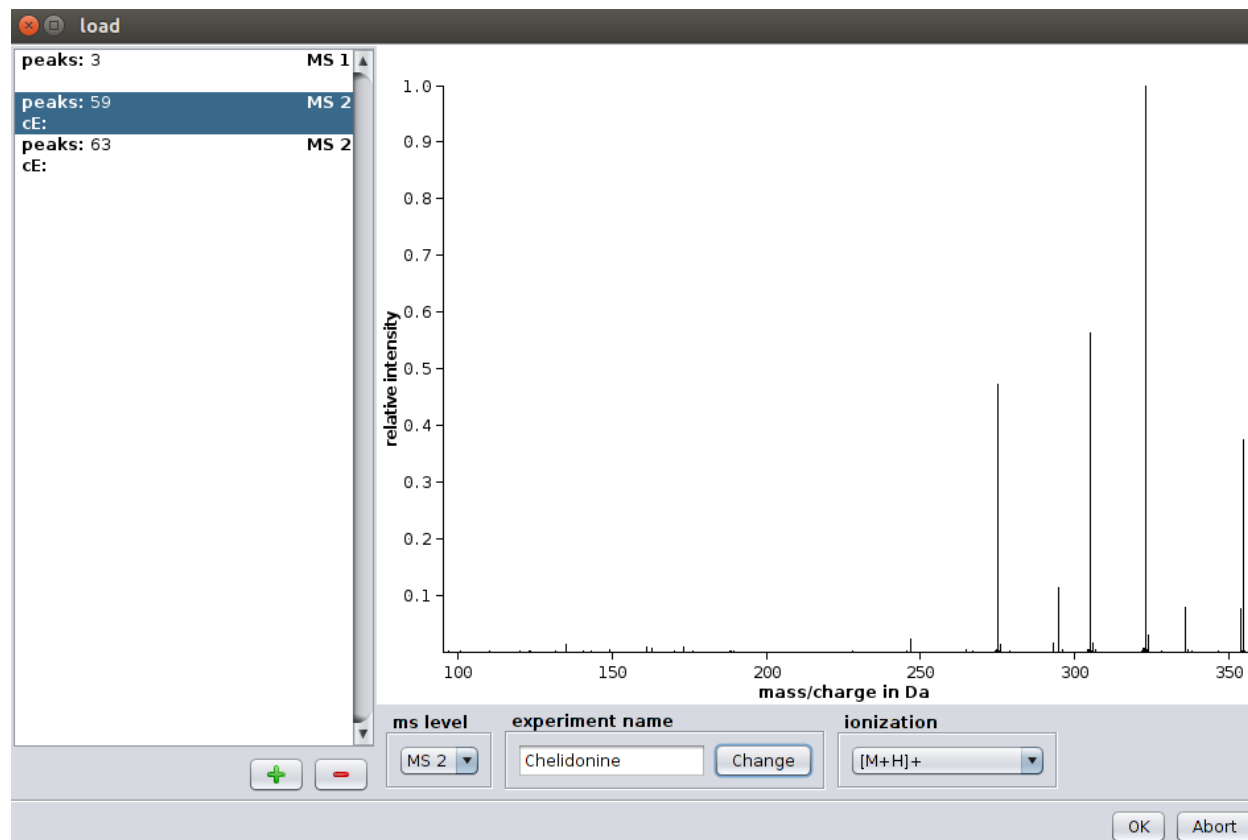 load
peaks: 3 MS 1
peaks: 59 MS 2
cE:
peaks: 63 MS 2
cE:
1.0
0.9
0.8
0.7
0.6
0.5
0.4
0.3
0.2
0.1
relative intensity
100 150 200 250 300 350
mass/charge in Da
ms level experiment name ionization
MS 2 Chelidonine Change [M+H]+
OK Abort